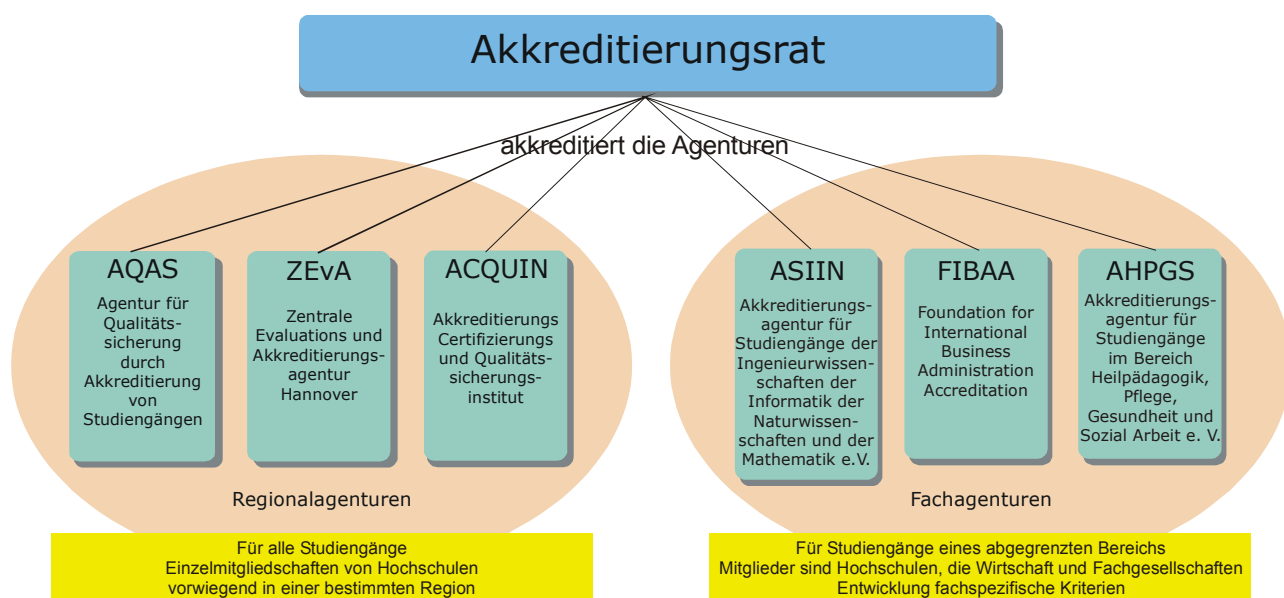 Akkreditierungsrat
akkreditiert die Agenturen
AQAS
Agentur für
Qualitäts-
sicherung
durch
Akkreditierung
von
Studiengängen
ZEvA
Zentrale
Evaluations und
Akkreditierungs-
agentur
Hannover
ACQUIN
Akkreditierungs
Certifizierungs
und Qualitäts-
sicherungs-
institut
Regionalagenturen
Für alle Studiengänge
Einzelmitgliedschaften von Hochschulen
vorwiegend in einer bestimmten Region
ASIIN
Akkreditierungs-
agentur für
Studiengänge der
Ingenieurwissen-
schaften der
Informatik der
Naturwissen-
schaften und der
Mathematik e.V.
FIBAA
Foundation for
International
Business
Administration
Accreditation
AHPGS
Akkreditierungs-
agentur für
Studiengänge
im Bereich
Heilpädagogik,
Pflege,
Gesundheit und
Sozial Arbeit e. V.
Fachagenturen
Für Studiengänge eines abgegrenzten Bereichs
Mitglieder sind Hochschulen, die Wirtschaft und Fachgesellschaften
Entwicklung fachspezifische Kriterien